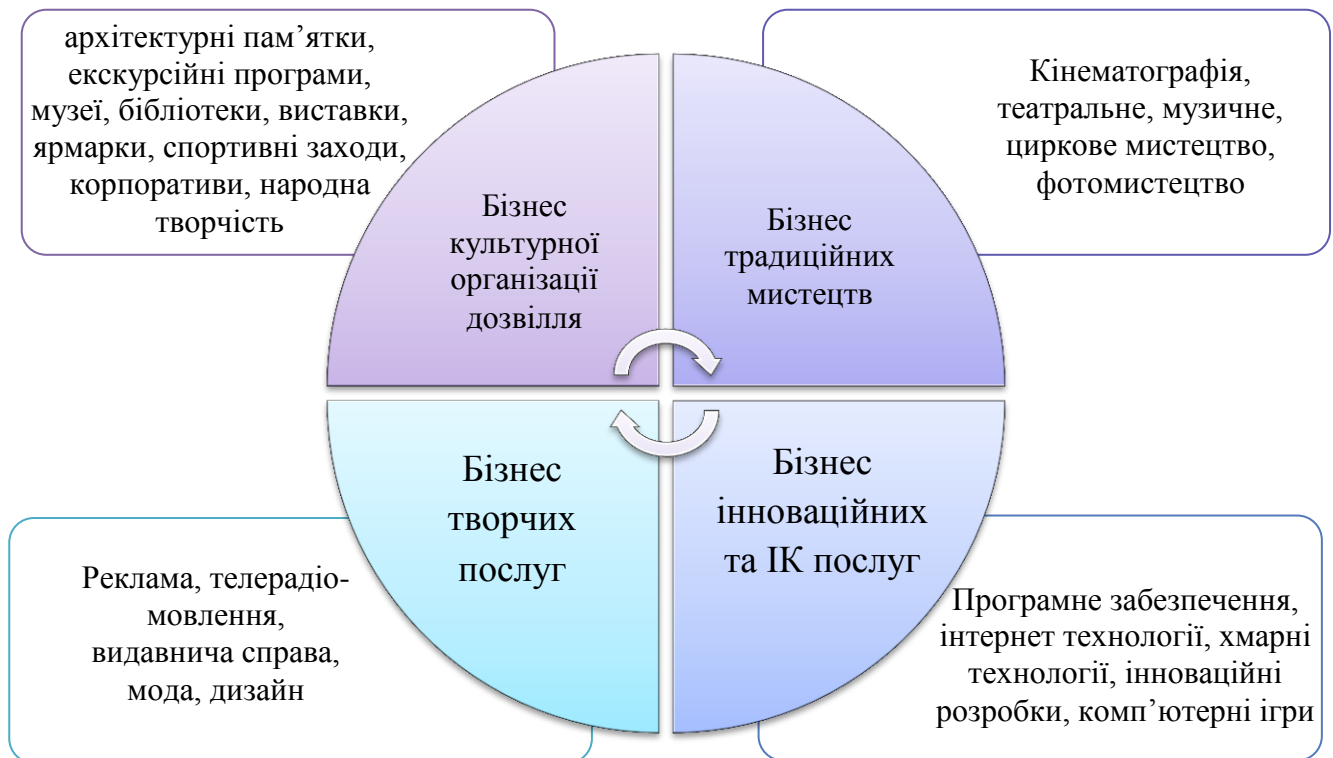 архітектурні пам’ятки,
екскурсійні програми,
музеї, бібліотеки, виставки,
ярмарки, спортивні заходи,
корпоративи, народна
творчість
Бізнес
культурної
організації
дозвілля
Кінематографія,
театральне, музичне,
циркове мистецтво,
фотомистецтво
Бізнес
традиційних
мистецтв
Бізнес
творчих
послуг
Реклама, телерадіо-
мовлення,
видавнича справа,
мода, дизайн
Бізнес
інноваційних
та ІК послуг
Програмне забезпечення,
інтернет технології, хмарні
технології, інноваційні
розробки, комп’ютерні ігри